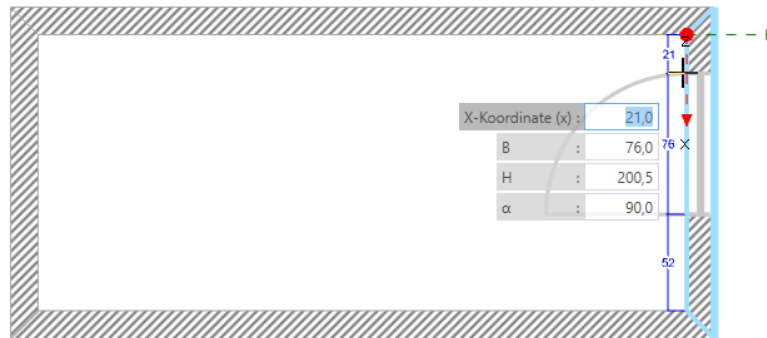 Z
21
X-Koordinate (x) : 21,0
B : 76,0
76 X
H : 200,5
α : 90,0
52